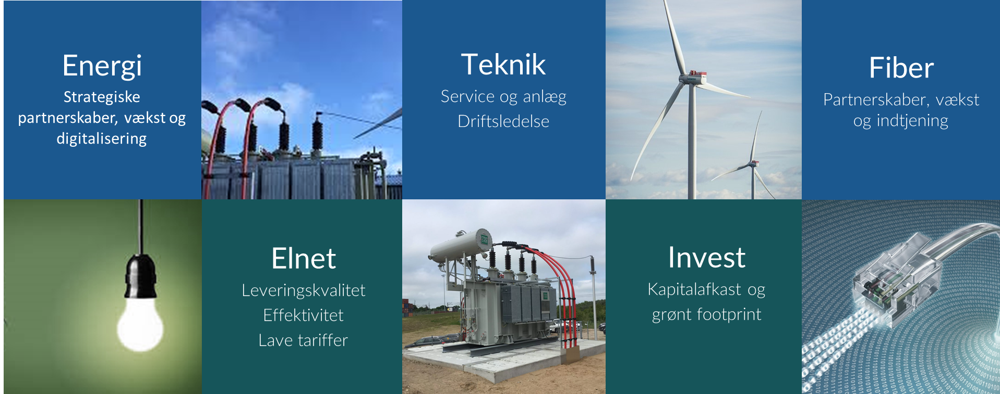 Energi
Strategiske
partnerskaber, vækst og
digitalisering
Teknik
Service og anlæg
Driftsledelse
Fiber
Partnerskaber, vækst
og indtjening
Elnet
Leveringskvalitet
Effektivitet
Lave tariffer
Invest
Kapitalafkast og
grønt footprint